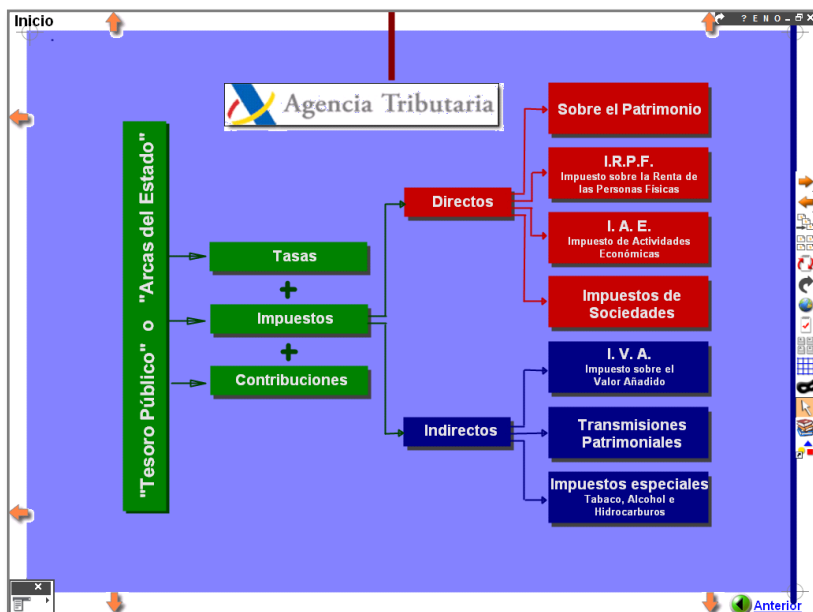 Inicio
? E N O
Agencia Tributaria
"Tesoro Público" o "Arcas del Estado"
Tasas
+
Impuestos
+
Contribuciones
Directos
Sobre el Patrimonio
I.R.P.F.
Impuesto sobre la Renta de
las Personas Físicas
I. A. E.
Impuesto de Actividades
Económicas
Impuestos de
Sociedades
Indirectos
I. V. A.
Impuesto sobre el
Valor Añadido
Transmisiones
Patrimoniales
Impuestos especiales
Tabaco, Alcohol e
Hidrocarburos
Anterior